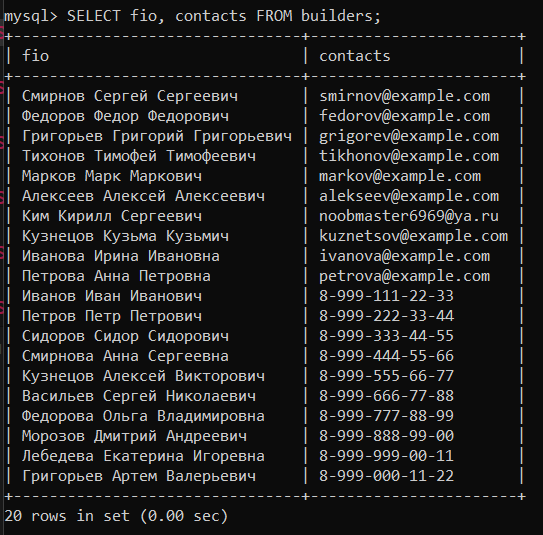 mysql> SELECT fio, contacts FROM builders;
+--------------------------------+-----------------------+
| fio                            | contacts              |
+--------------------------------+-----------------------+
| Смирнов Сергей Сергеевич       | smirnov@example.com   |
| Федоров Федор Федорович        | fedorov@example.com   |
| Григорьев Григорий Григорьевич | grigorev@example.com  |
| Тихонов Тимофей Тимофеевич     | tikhonov@example.com  |
| Марков Марк Маркович           | markov@example.com    |
| Алексеев Алексей Алексеевич    | alekseev@example.com  |
| Ким Кирилл Сергеевич           | noobmaster6969@ya.ru  |
| Кузнецов Кузьма Кузьмич        | kuznetsov@example.com |
| Иванова Ирина Ивановна         | ivanova@example.com   |
| Петрова Анна Петровна          | petrova@example.com   |
| Иванов Иван Иванович           | 8-999-111-22-33       |
| Петров Петр Петрович           | 8-999-222-33-44       |
| Сидоров Сидор Сидорович        | 8-999-333-44-55       |
| Смирнова Анна Сергеевна        | 8-999-444-55-66       |
| Кузнецов Алексей Викторович    | 8-999-555-66-77       |
| Васильев Сергей Николаевич     | 8-999-666-77-88       |
| Федорова Ольга Владимировна    | 8-999-777-88-99       |
| Морозов Дмитрий Андреевич      | 8-999-888-99-00       |
| Лебедева Екатерина Игоревна    | 8-999-999-00-11       |
| Григорьев Артем Валерьевич     | 8-999-000-11-22       |
+--------------------------------+-----------------------+
20 rows in set (0.00 sec)